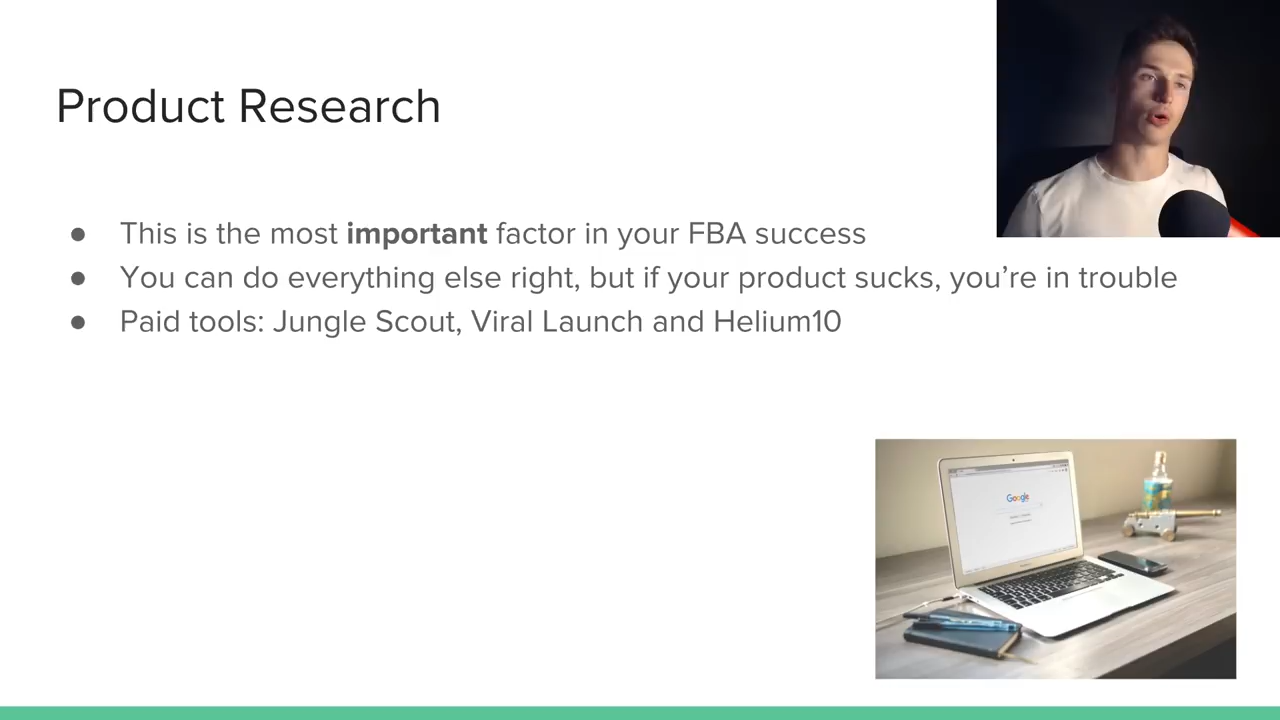 Product Research
● This is the most important factor in your FBA success
● You can do everything else right, but if your product sucks, you're in trouble
● Paid tools: Jungle Scout, Viral Launch and Helium10
Google